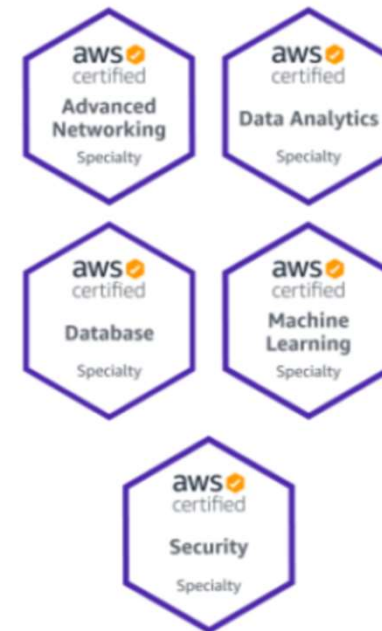 aws
certified
Advanced
Networking
Specialty
aws
certified
Data Analytics
Specialty
aws
certified
Database
Specialty
aws
certified
Machine
Learning
Specialty
aws
certified
Security
Specialty